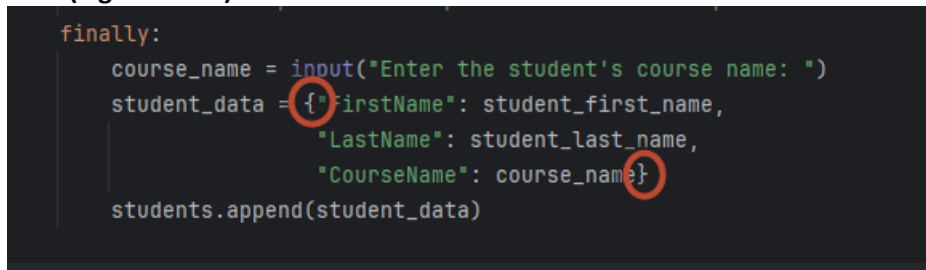 finally:
course_name = input("Enter the student's course name: ")
student_data = {"FirstName": student_first_name,
"LastName": student_last_name,
"CourseName": course_name}
students.append(student_data)